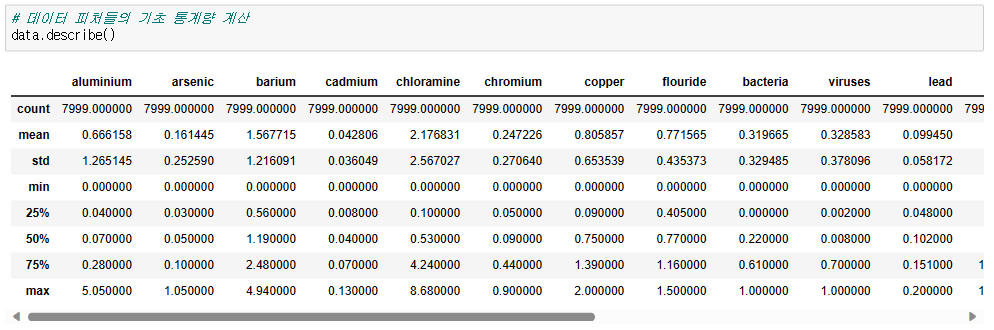 # 데이터 피처들의 기초 통계량 계산
data.describe()
aluminium arsenic barium cadmium chloramine chromium copper flouride bacteria viruses lead
count 7999.000000 7999.000000 7999.000000 7999.000000 7999.000000 7999.000000 7999.000000 7999.000000 7999.000000 7999.000000 7999.000000 7999
mean 0.666158 0.161445 1.567715 0.042806 2.176831 0.247226 0.805857 0.771565 0.319665 0.328583 0.099450
std 1.265145 0.252590 1.216091 0.036049 2.567027 0.270640 0.653539 0.435373 0.329485 0.378096 0.058172
min 0.000000 0.000000 0.000000 0.000000 0.000000 0.000000 0.000000 0.000000 0.000000 0.000000 0.000000
25% 0.040000 0.030000 0.560000 0.008000 0.100000 0.050000 0.090000 0.405000 0.000000 0.002000 0.048000
50% 0.070000 0.050000 1.190000 0.040000 0.530000 0.090000 0.750000 0.770000 0.220000 0.008000 0.102000
75% 0.280000 0.100000 2.480000 0.070000 4.240000 0.440000 1.390000 1.160000 0.610000 0.700000 0.151000 1
max 5.050000 1.050000 4.940000 0.130000 8.680000 0.900000 2.000000 1.500000 1.000000 1.000000 0.200000 1